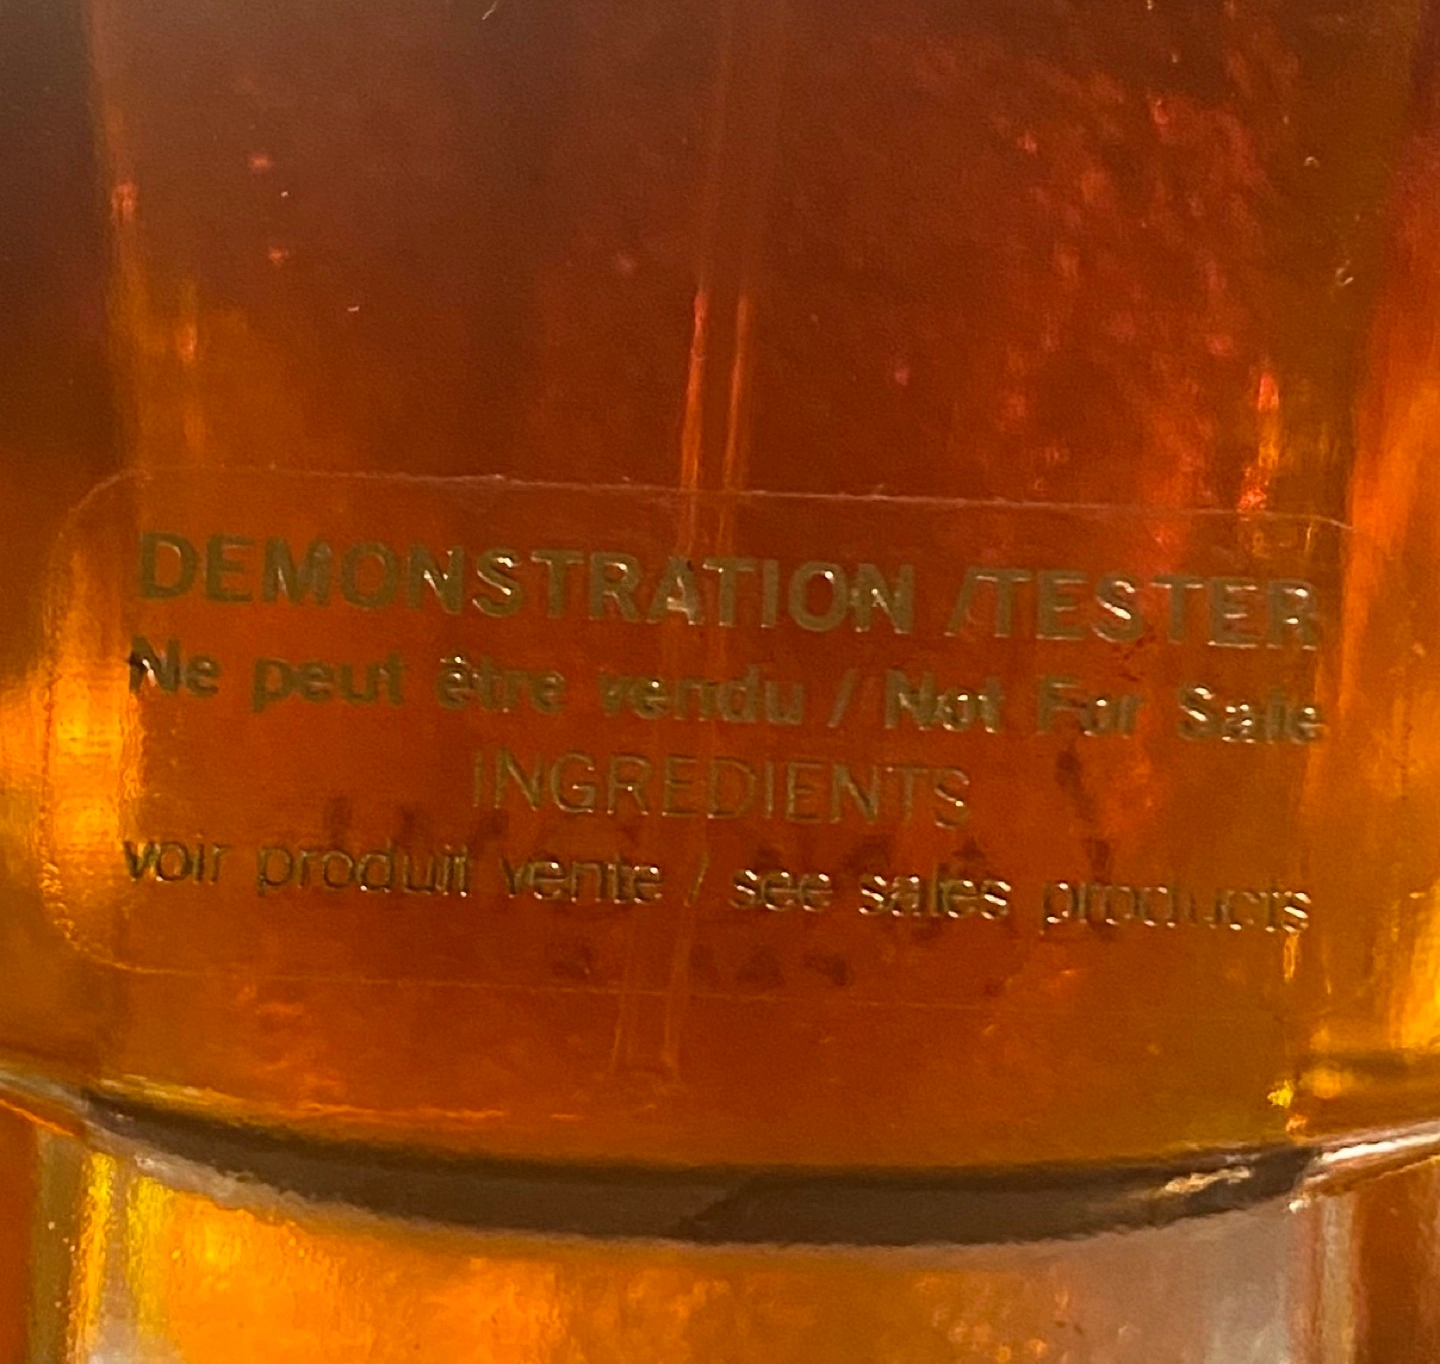 DEMONSTRATION /TESTER
Ne peut être vendu / Not For Sale
INGREDIENTS
voir produit vente / see sales products